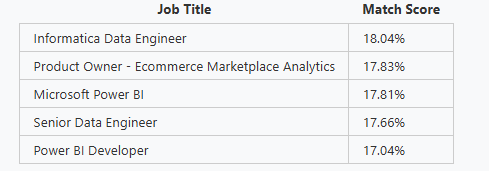 Job Title Match Score
Informatica Data Engineer 18.04%
Product Owner - Ecommerce Marketplace Analytics 17.83%
Microsoft Power BI 17.81%
Senior Data Engineer 17.66%
Power BI Developer 17.04%